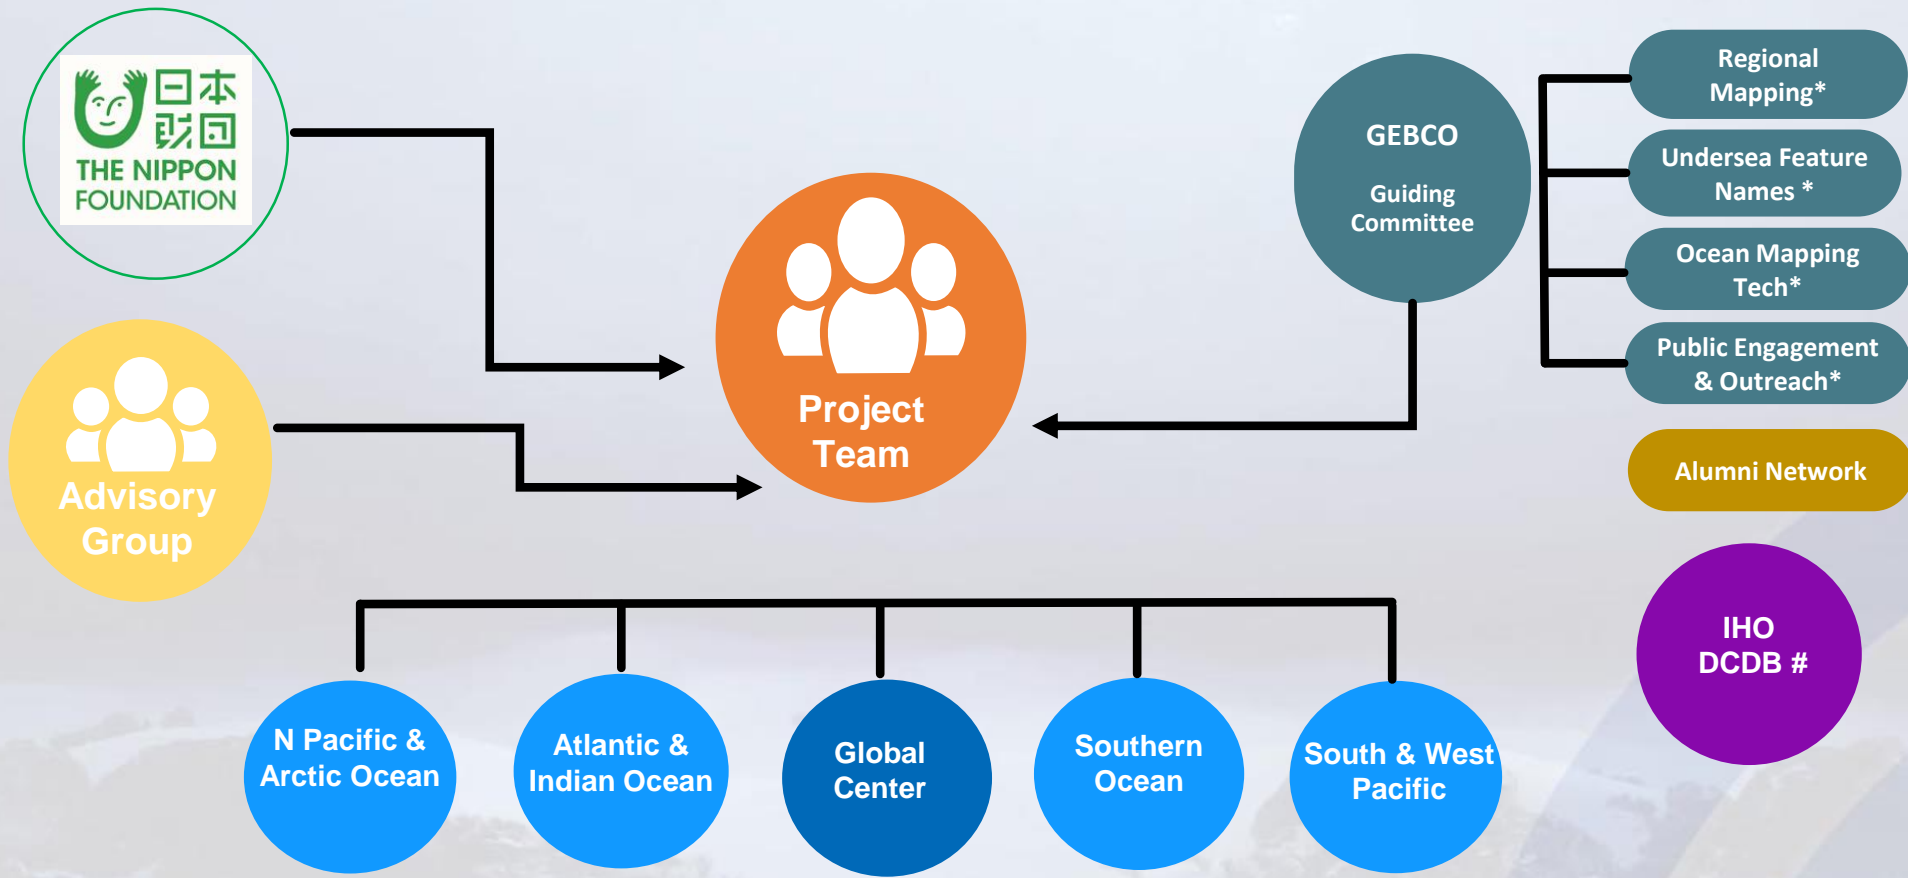 日本
財団
THE NIPPON
FOUNDATION
Advisory
Group
Project
Team
GEBCO
Guiding
Committee
Regional
Mapping*
Undersea Feature
Names *
Ocean Mapping
Tech*
Public Engagement
& Outreach*
Alumni Network
IHO
DCDB #
N Pacific &
Arctic Ocean
Atlantic &
Indian Ocean
Global
Center
Southern
Ocean
South & West
Pacific